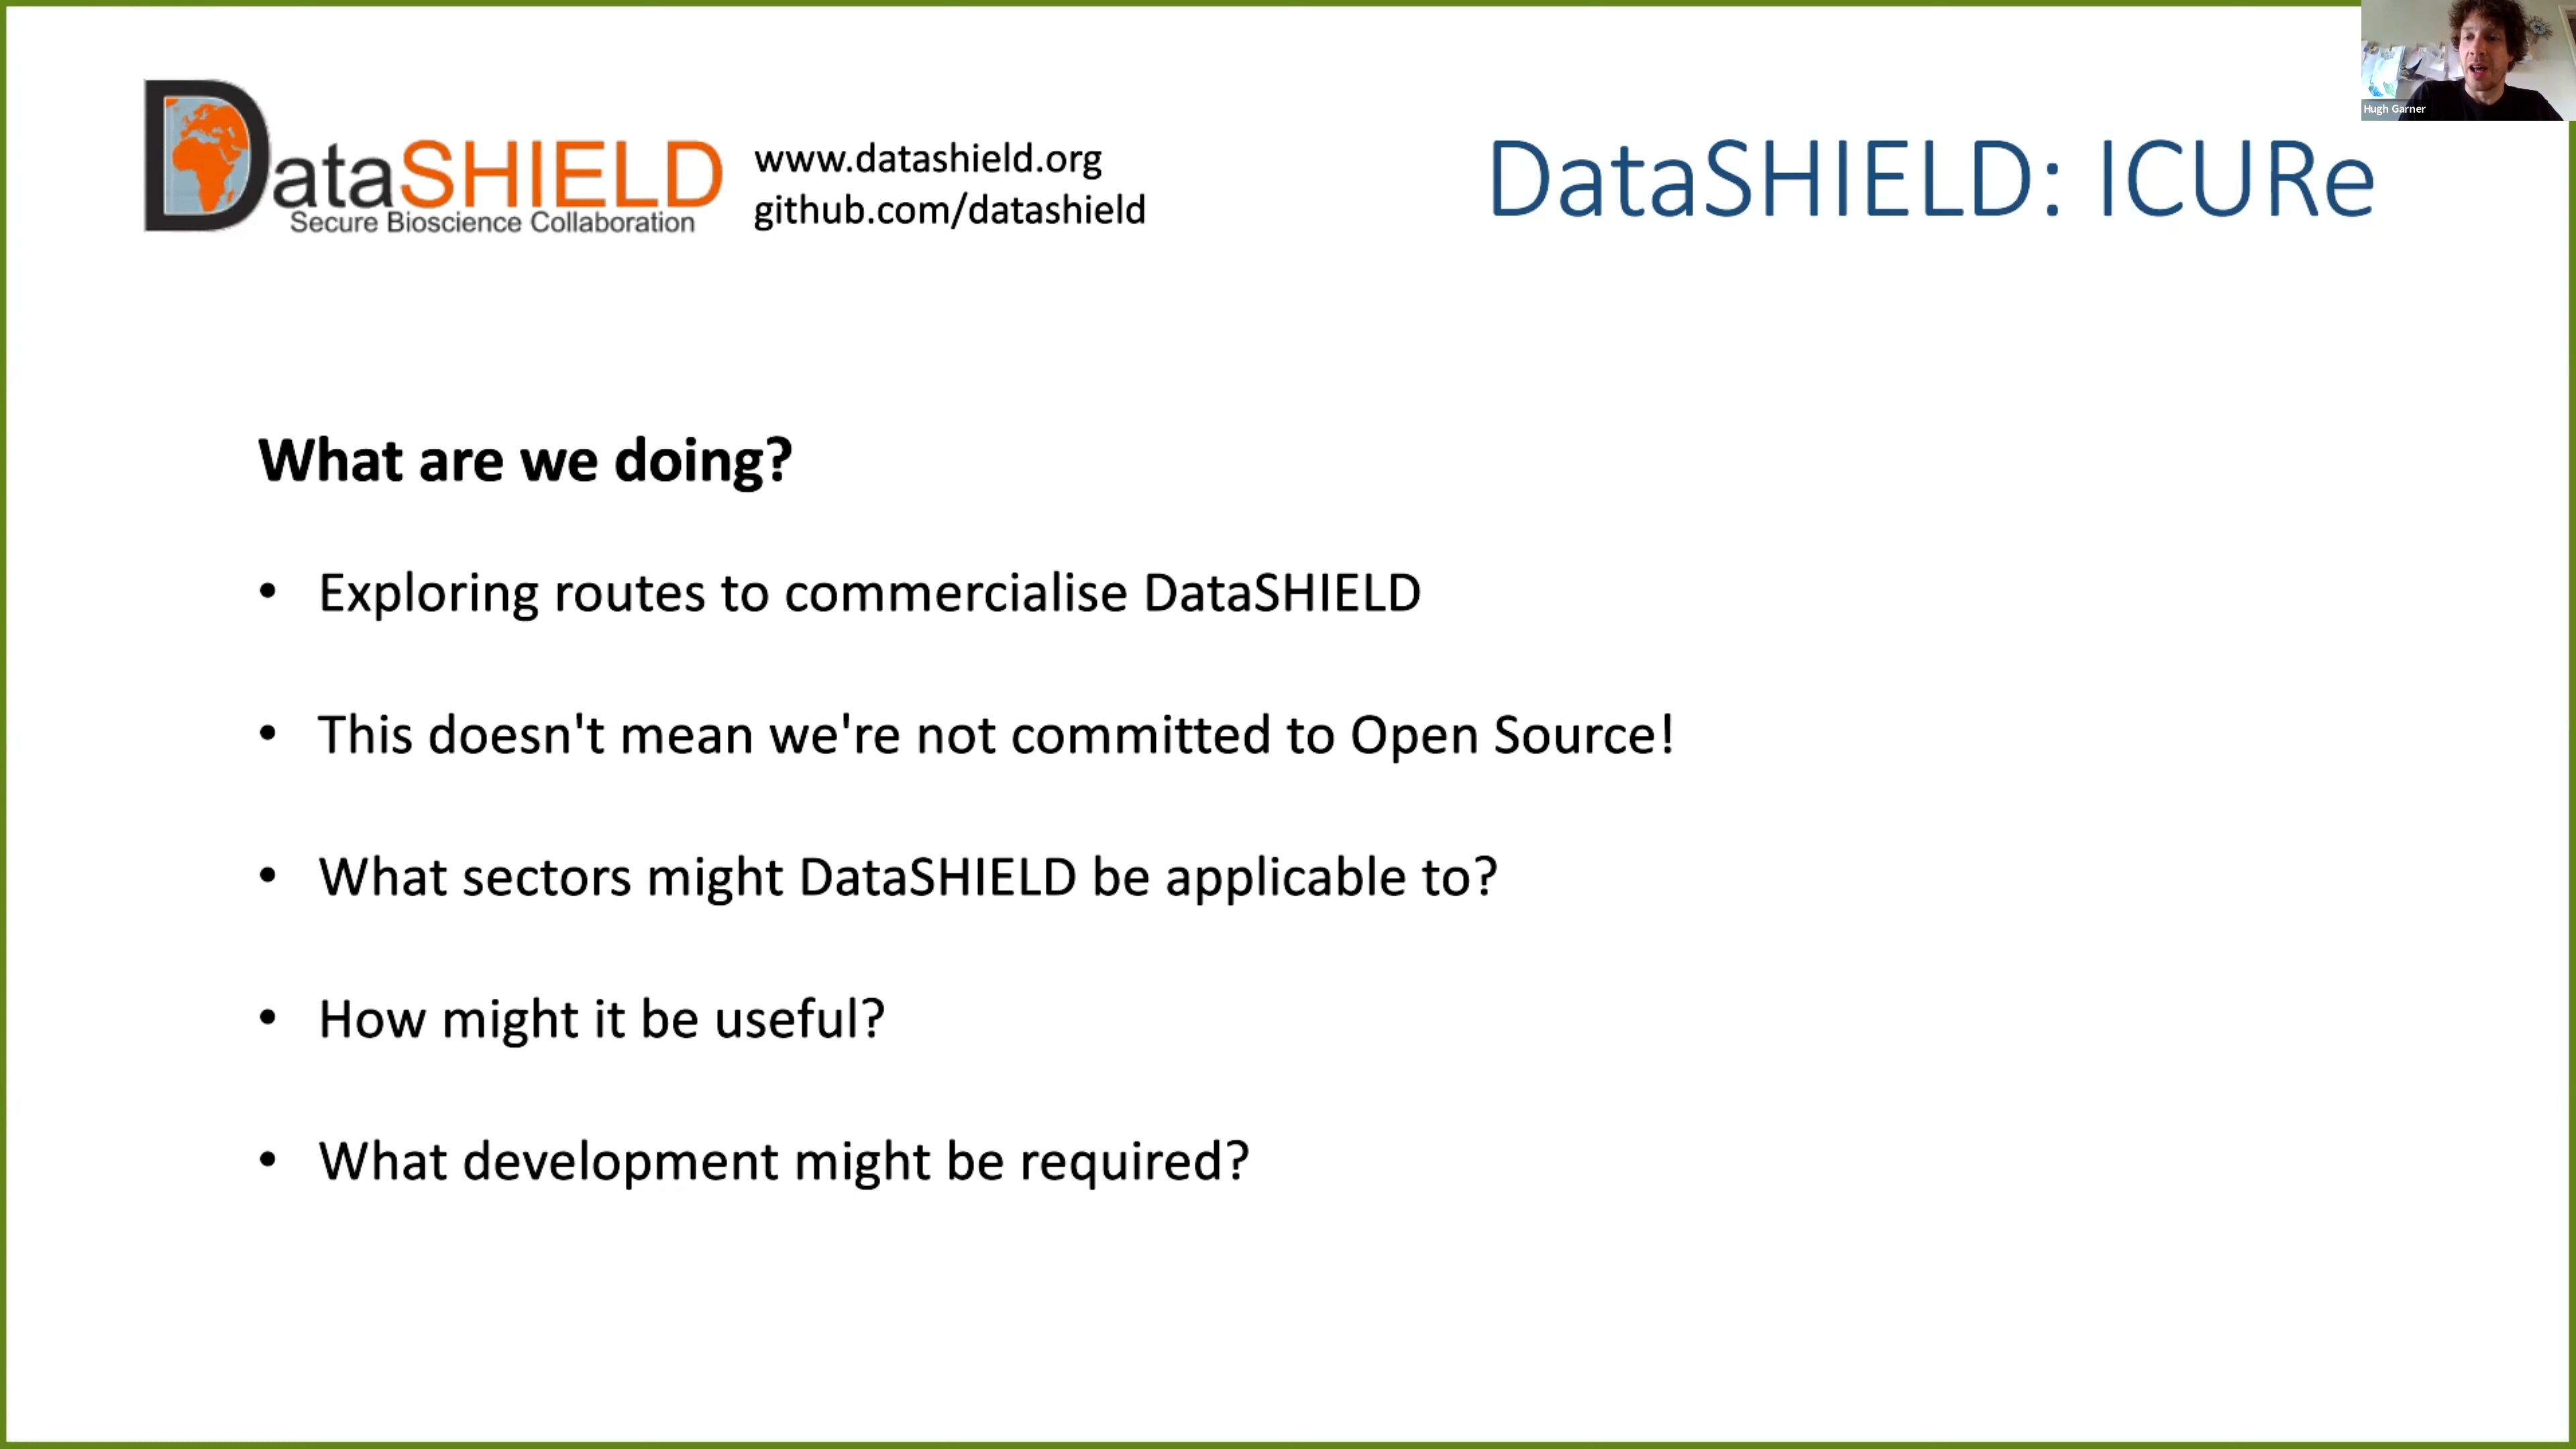 DataSHIELD
Secure Bioscience Collaboration
www.datashield.org
github.com/datashield
DataSHIELD: ICURe
Hugh Garner
What are we doing?
• Exploring routes to commercialise DataSHIELD
• This doesn't mean we're not committed to Open Source!
• What sectors might DataSHIELD be applicable to?
• How might it be useful?
• What development might be required?